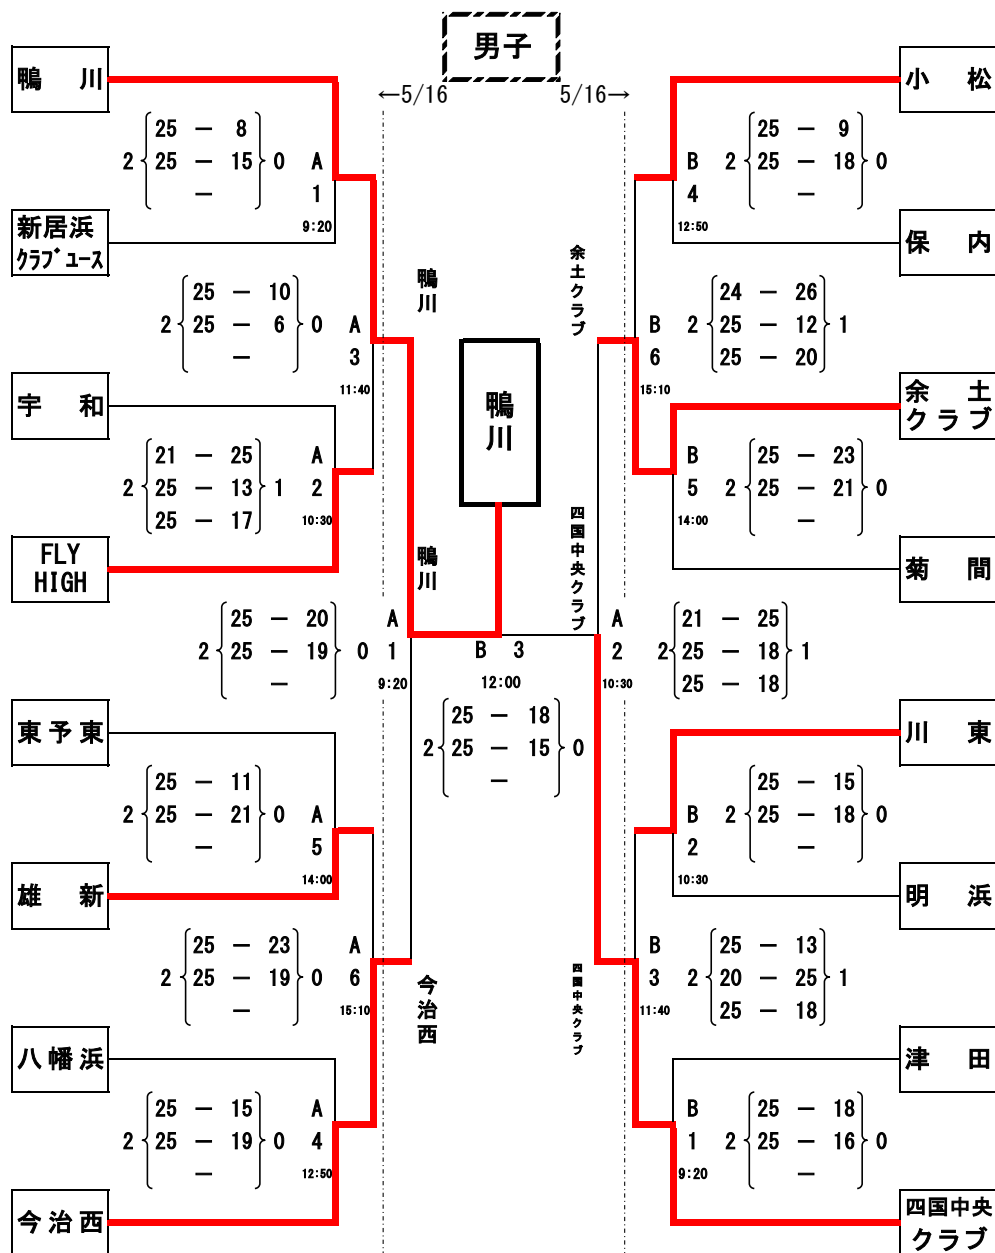 男子
←5/16
5/16→
鴨 川
25 － 8
2 25 － 15 0
－
A
1
9:20
新居浜
クラブユース
25 － 10
2 25 － 6 0
－
A
3
11:40
宇 和
21 － 25
2 25 － 13 1
25 － 17
A
2
10:30
FLY
HIGH
25 － 20
2 25 － 19 0
－
A
1
9:20
東予東
25 － 11
2 25 － 21 0
－
A
5
14:00
雄 新
25 － 23
2 25 － 19 0
－
A
6
15:10
八幡浜
25 － 15
2 25 － 19 0
－
A
4
12:50
今治西
鴨川
鴨川
今治西
鴨川
B 3
12:00
25 － 18
2 25 － 15 0
－
余土クラブ
四国中央クラブ
四国中央クラブ
小 松
B
4
12:50
25 － 9
2 25 － 18 0
－
保 内
B
6
15:10
24 － 26
2 25 － 12 1
25 － 20
余 土
クラブ
B
5
14:00
25 － 23
2 25 － 21 0
－
菊 間
A
2
10:30
21 － 25
2 25 － 18 1
25 － 18
川 東
B
2
10:30
25 － 15
2 25 － 18 0
－
明 浜
B
3
11:40
25 － 13
2 20 － 25 1
25 － 18
津 田
B
1
9:20
25 － 18
2 25 － 16 0
－
四国中央
クラブ